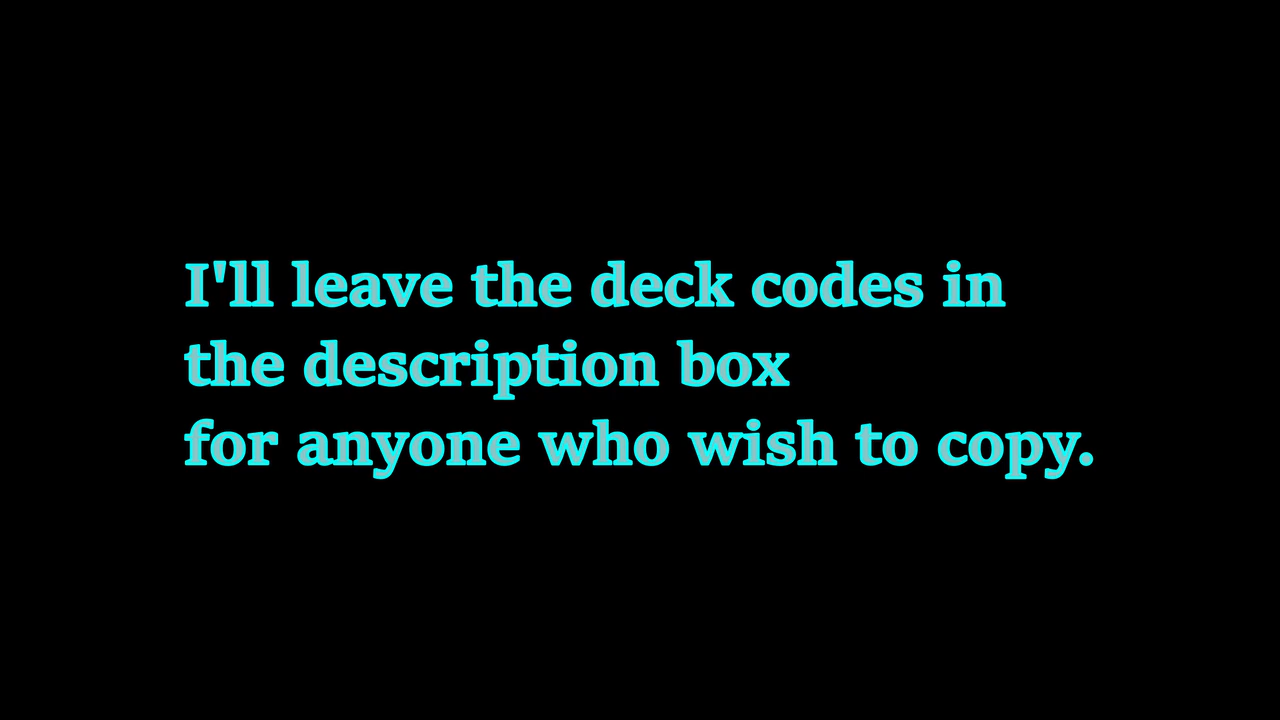 I'll leave the deck codes in
the description box
for anyone who wish to copy.